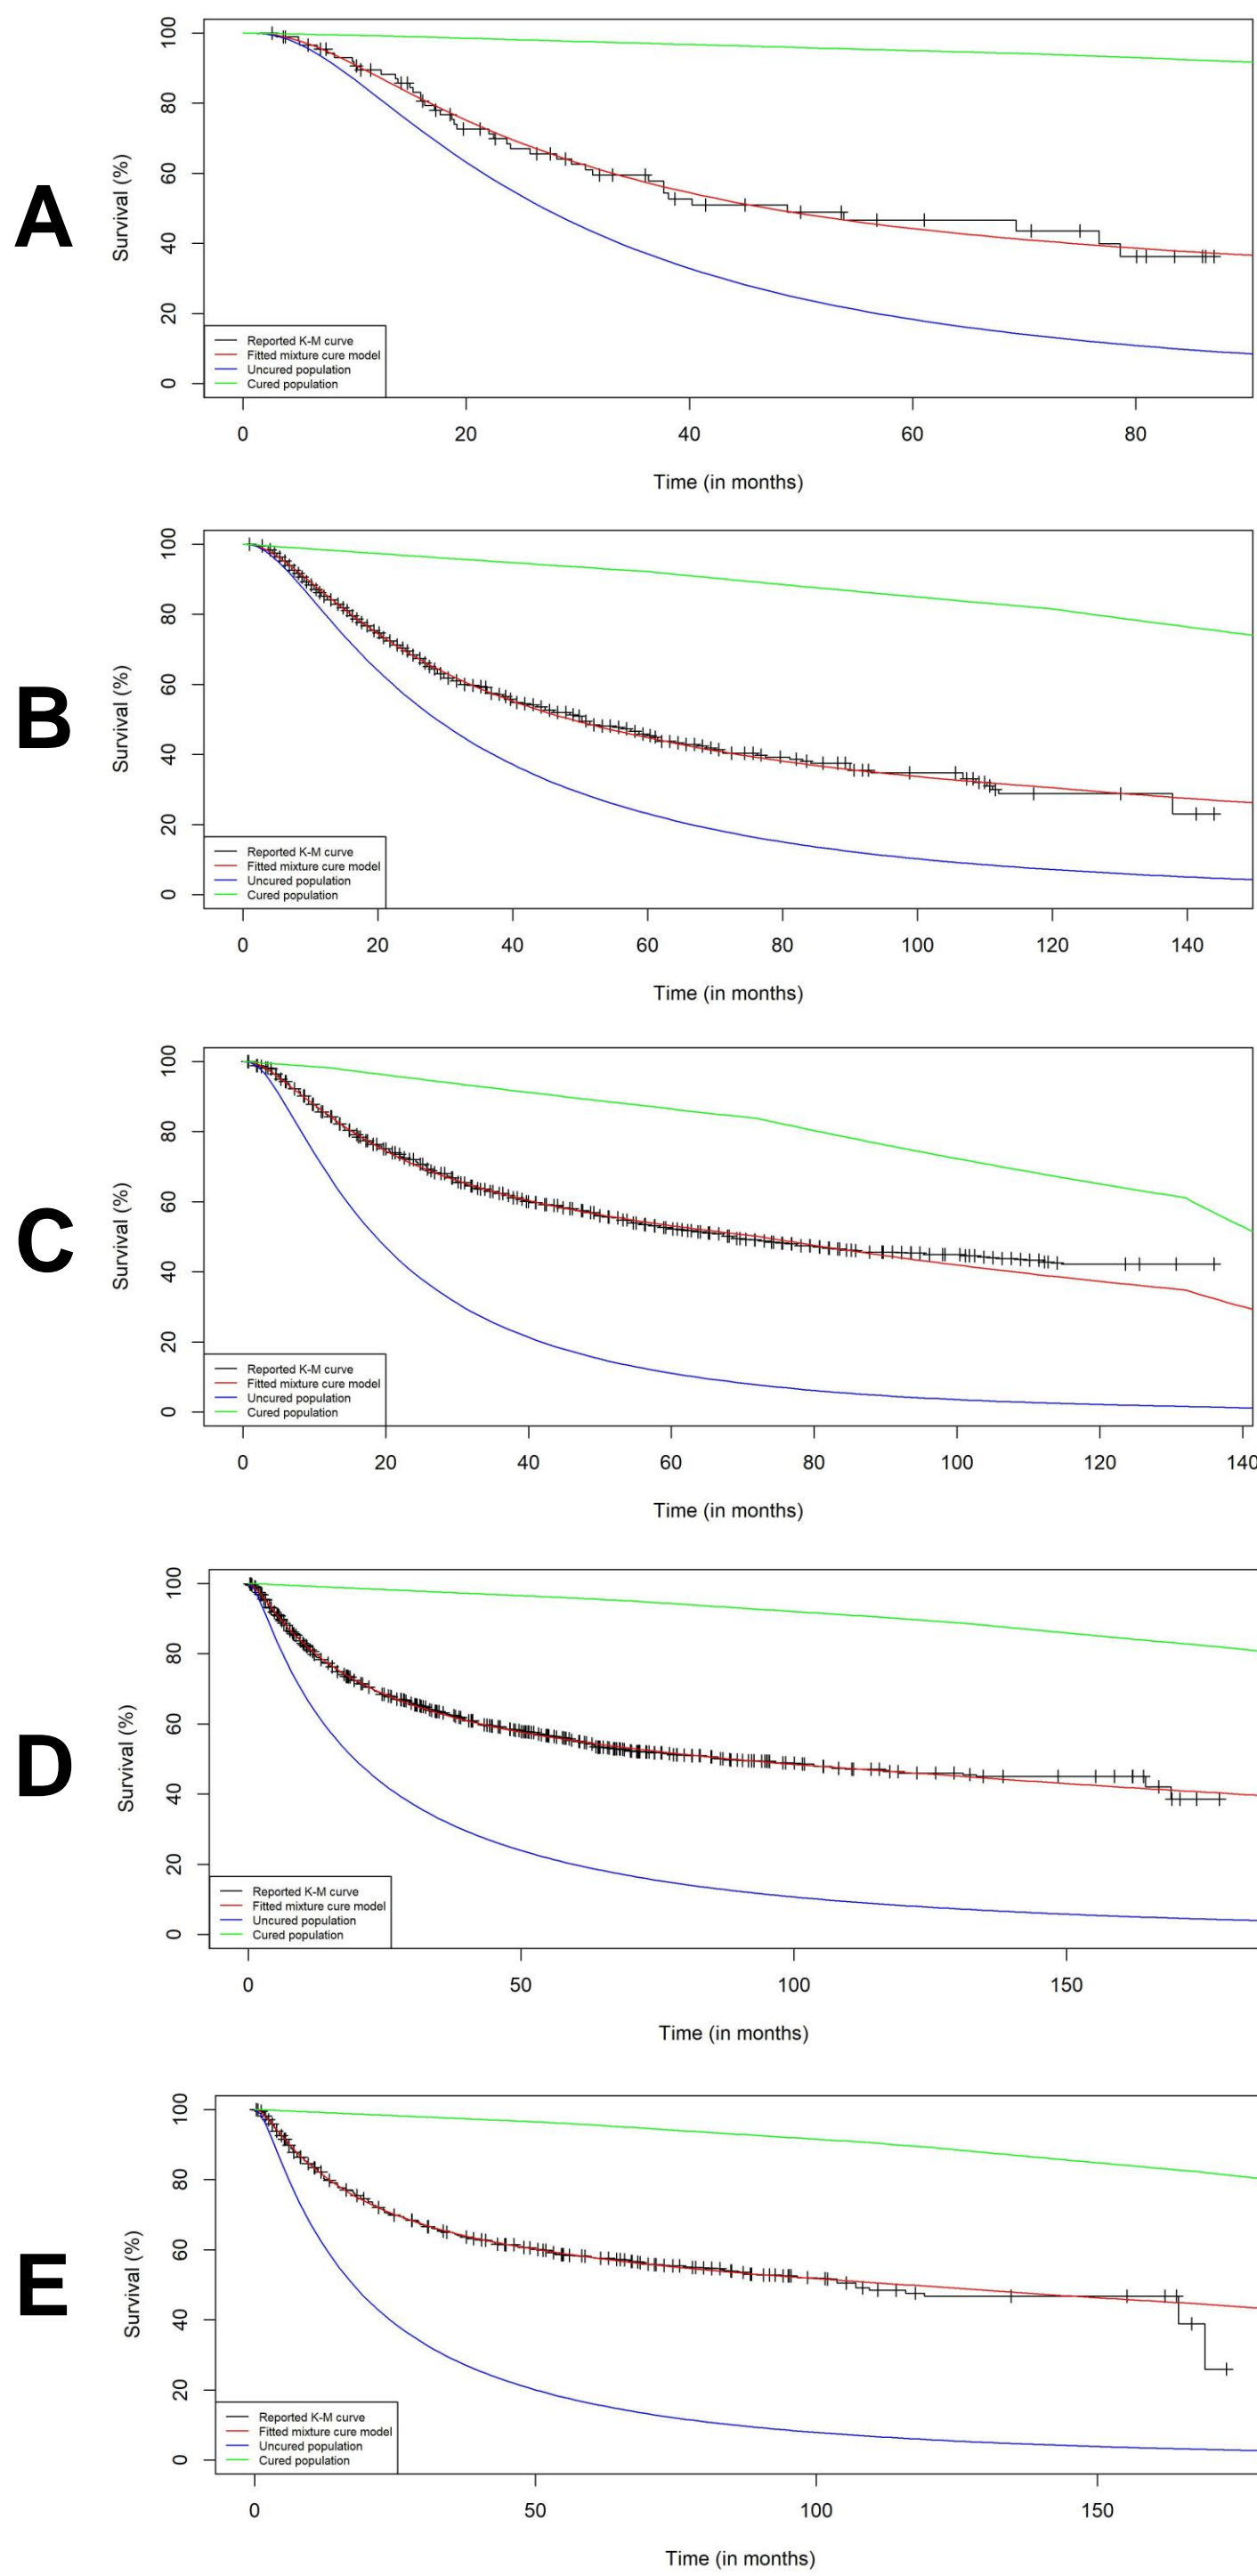 A
Survival (%)
100
80
60
40
20
0
Reported K-M curve
Fitted mixture cure model
Uncured population
Cured population
0 20 40 60 80
Time (in months)
B
Survival (%)
100
80
60
40
20
0
Reported K-M curve
Fitted mixture cure model
Uncured population
Cured population
0 20 40 60 80 100 120 140
Time (in months)
C
Survival (%)
100
80
60
40
20
0
Reported K-M curve
Fitted mixture cure model
Uncured population
Cured population
0 20 40 60 80 100 120 140
Time (in months)
D
Survival (%)
100
80
60
40
20
0
Reported K-M curve
Fitted mixture cure model
Uncured population
Cured population
0 50 100 150
Time (in months)
E
Survival (%)
100
80
60
40
20
0
Reported K-M curve
Fitted mixture cure model
Uncured population
Cured population
0 50 100 150
Time (in months)